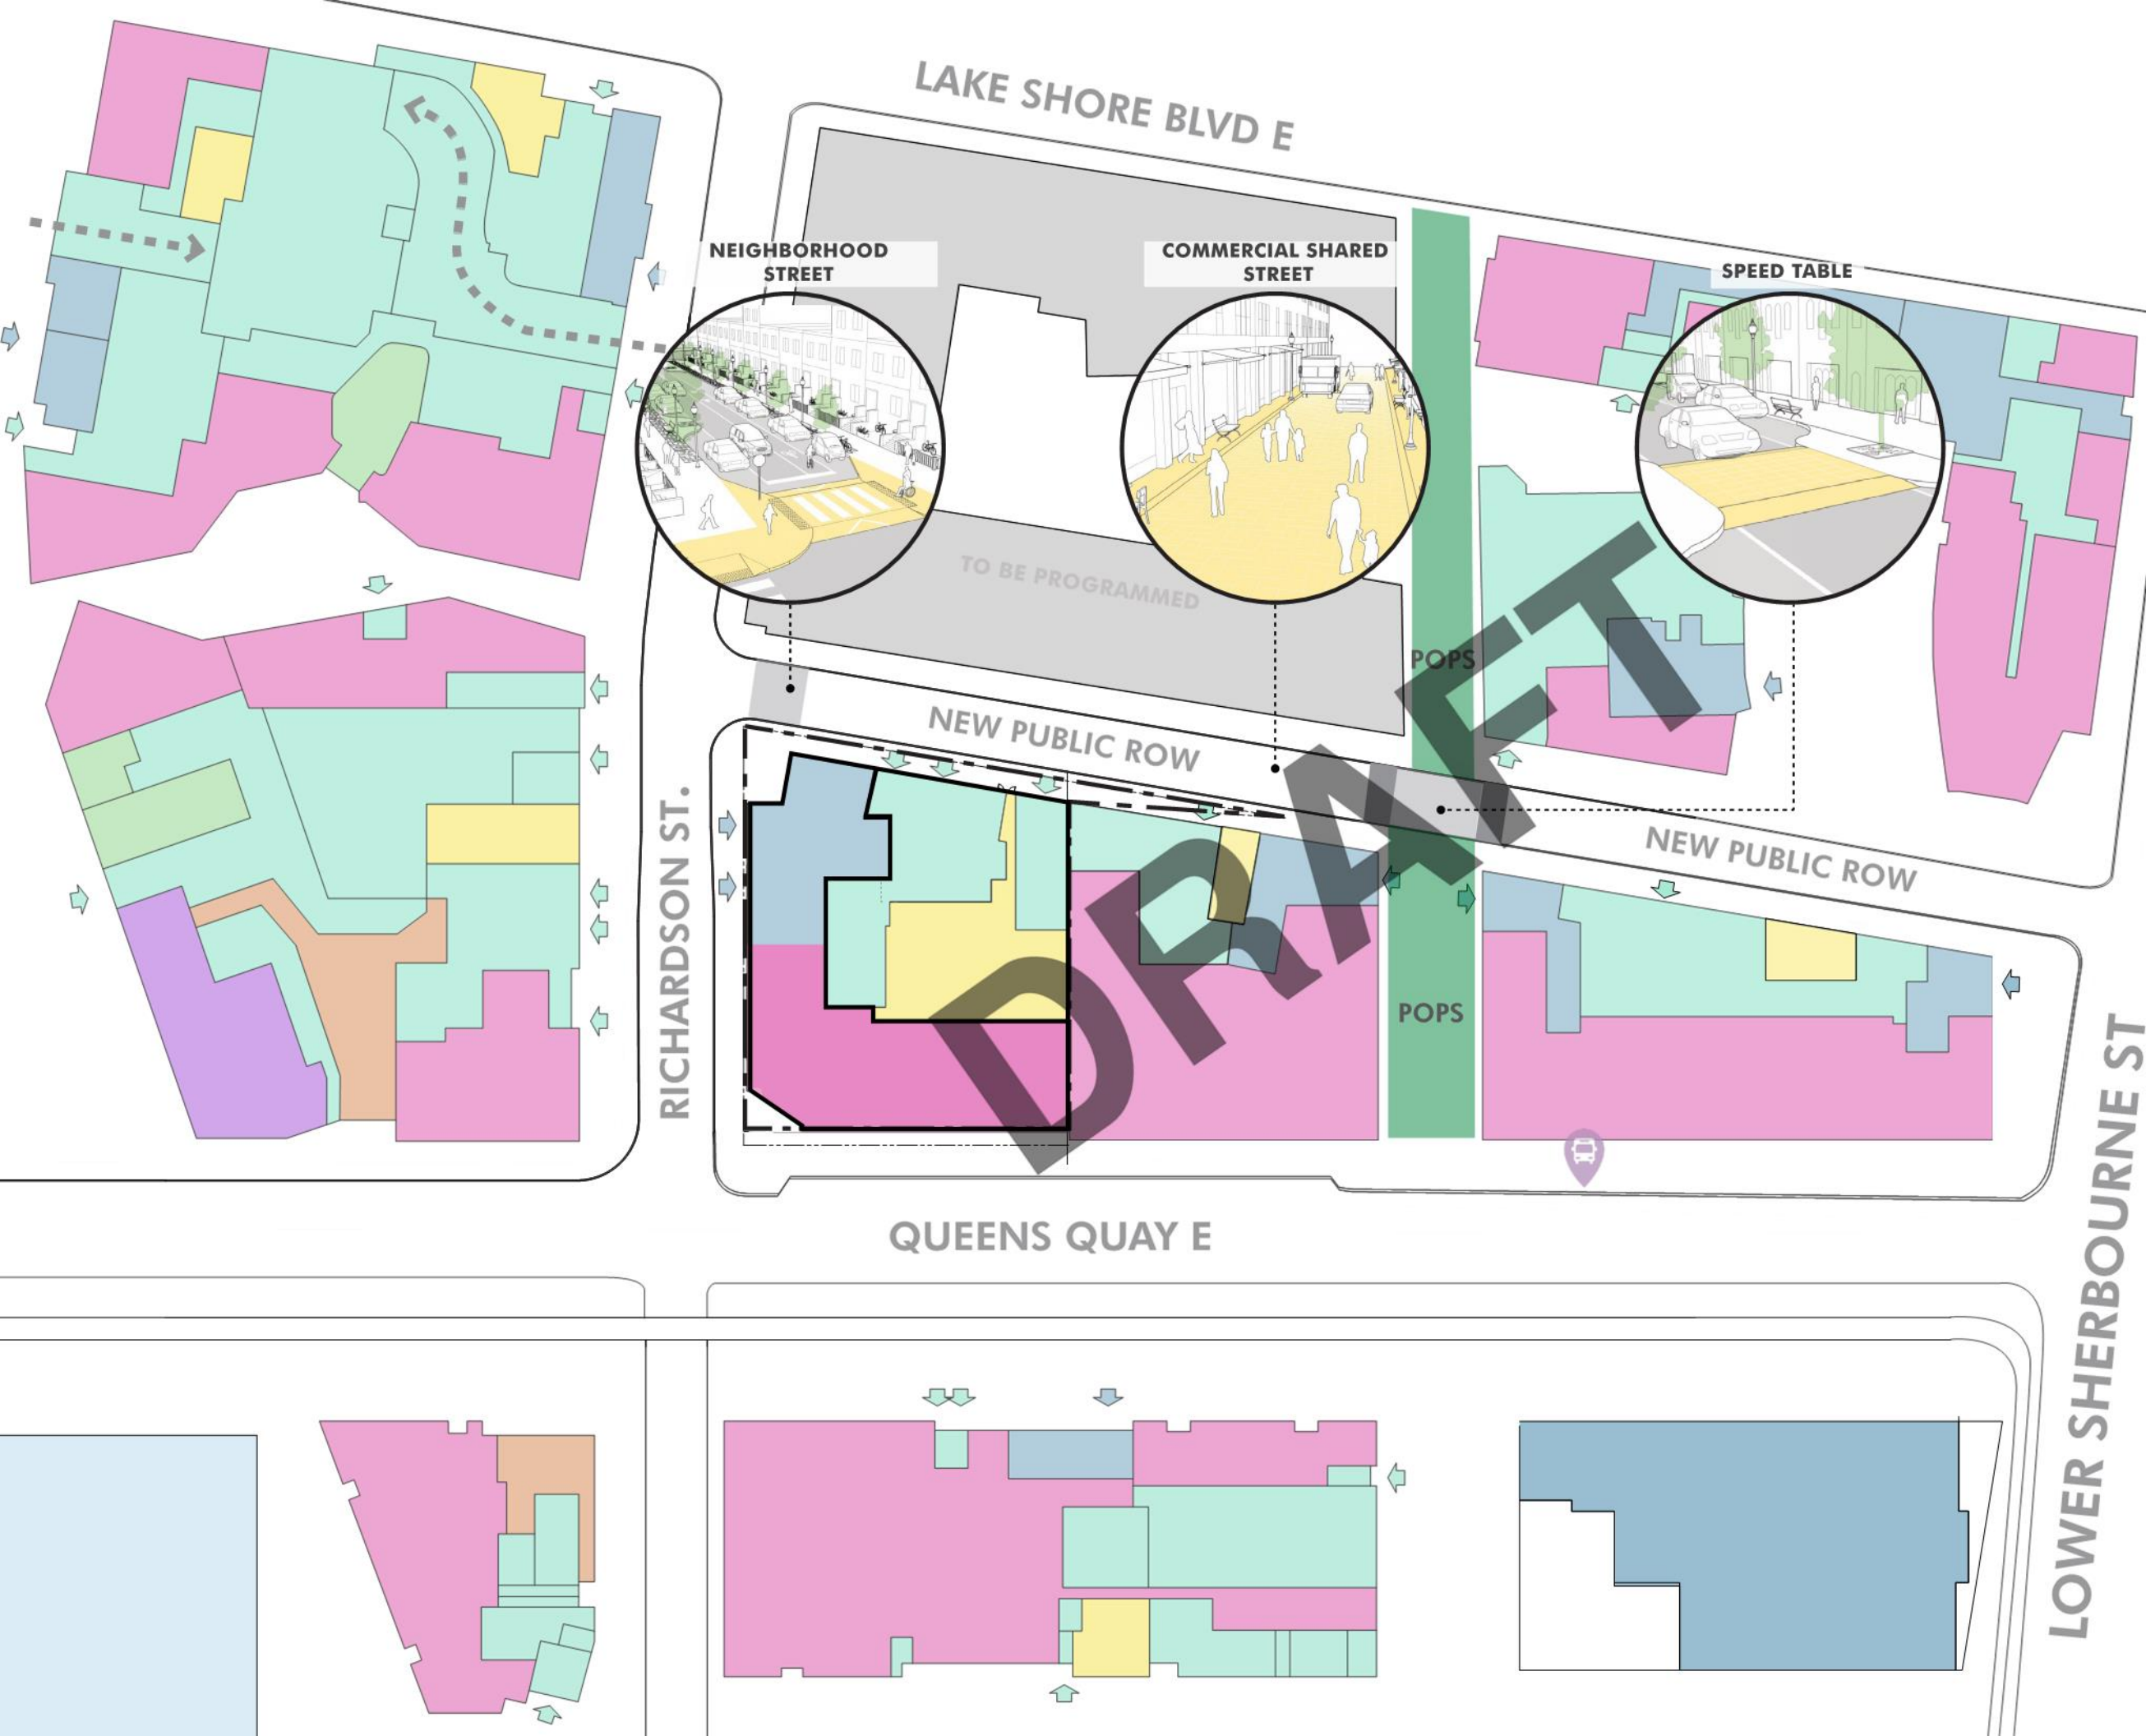 LAKE SHORE BLVD E
NEIGHBORHOOD
STREET
COMMERCIAL SHARED
STREET
SPEED TABLE
TO BE PROGRAMMED
POPS
NEW PUBLIC ROW
NEW PUBLIC ROW
RICHARDSON ST.
DRAFT
POPS
QUEENS QUAY E
LOWER SHERBOURNE ST